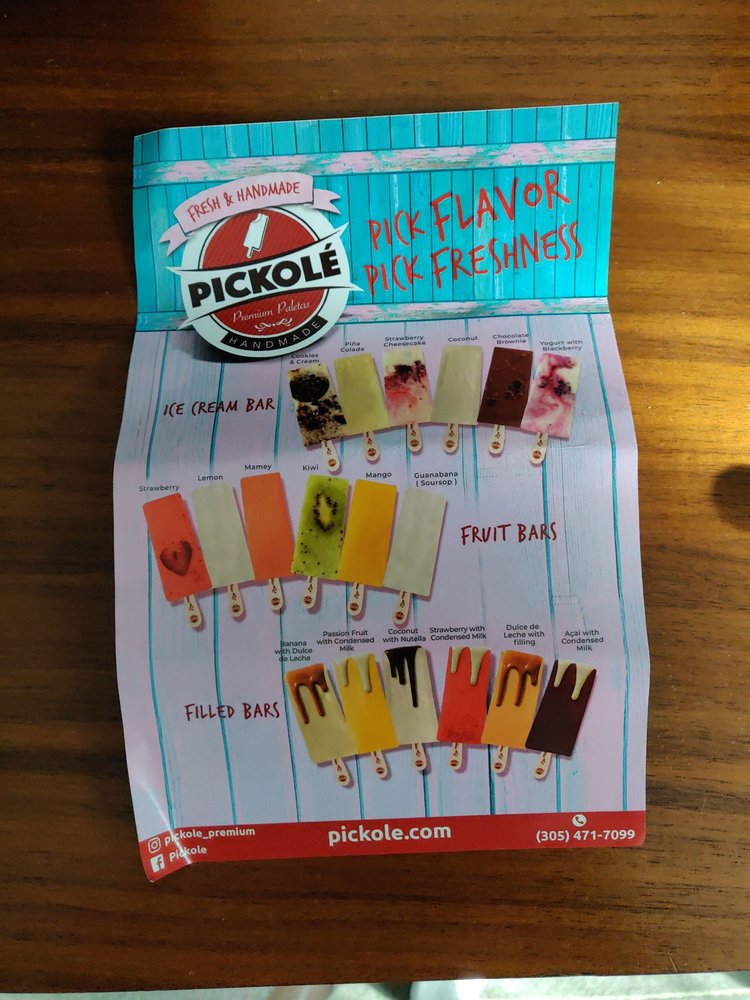 FRESH & HANDMADE
PICKOLÉ
Premium Paletas
HANDMADE
PICK FLAVOR
PICK FRESHNESS
ICE CREAM BAR
Cookies
& Cream
Piña
Colada
Strawberry
Cheesecake
Coconut
Chocolate
Brownie
Yogurt with
Blackberry
Strawberry
Lemon
Mamey
Kiwi
Mango
Guanabana
( Soursop )
FRUIT BARS
FILLED BARS
Banana
with Dulce
de Leche
Passion Fruit
with Condensed
Milk
Coconut
with Nutella
Strawberry with
Condensed Milk
Dulce de
Leche with
filling
Açaí with
Condensed
Milk
pickole_premium
Pickole
pickole.com
(305) 471-7099